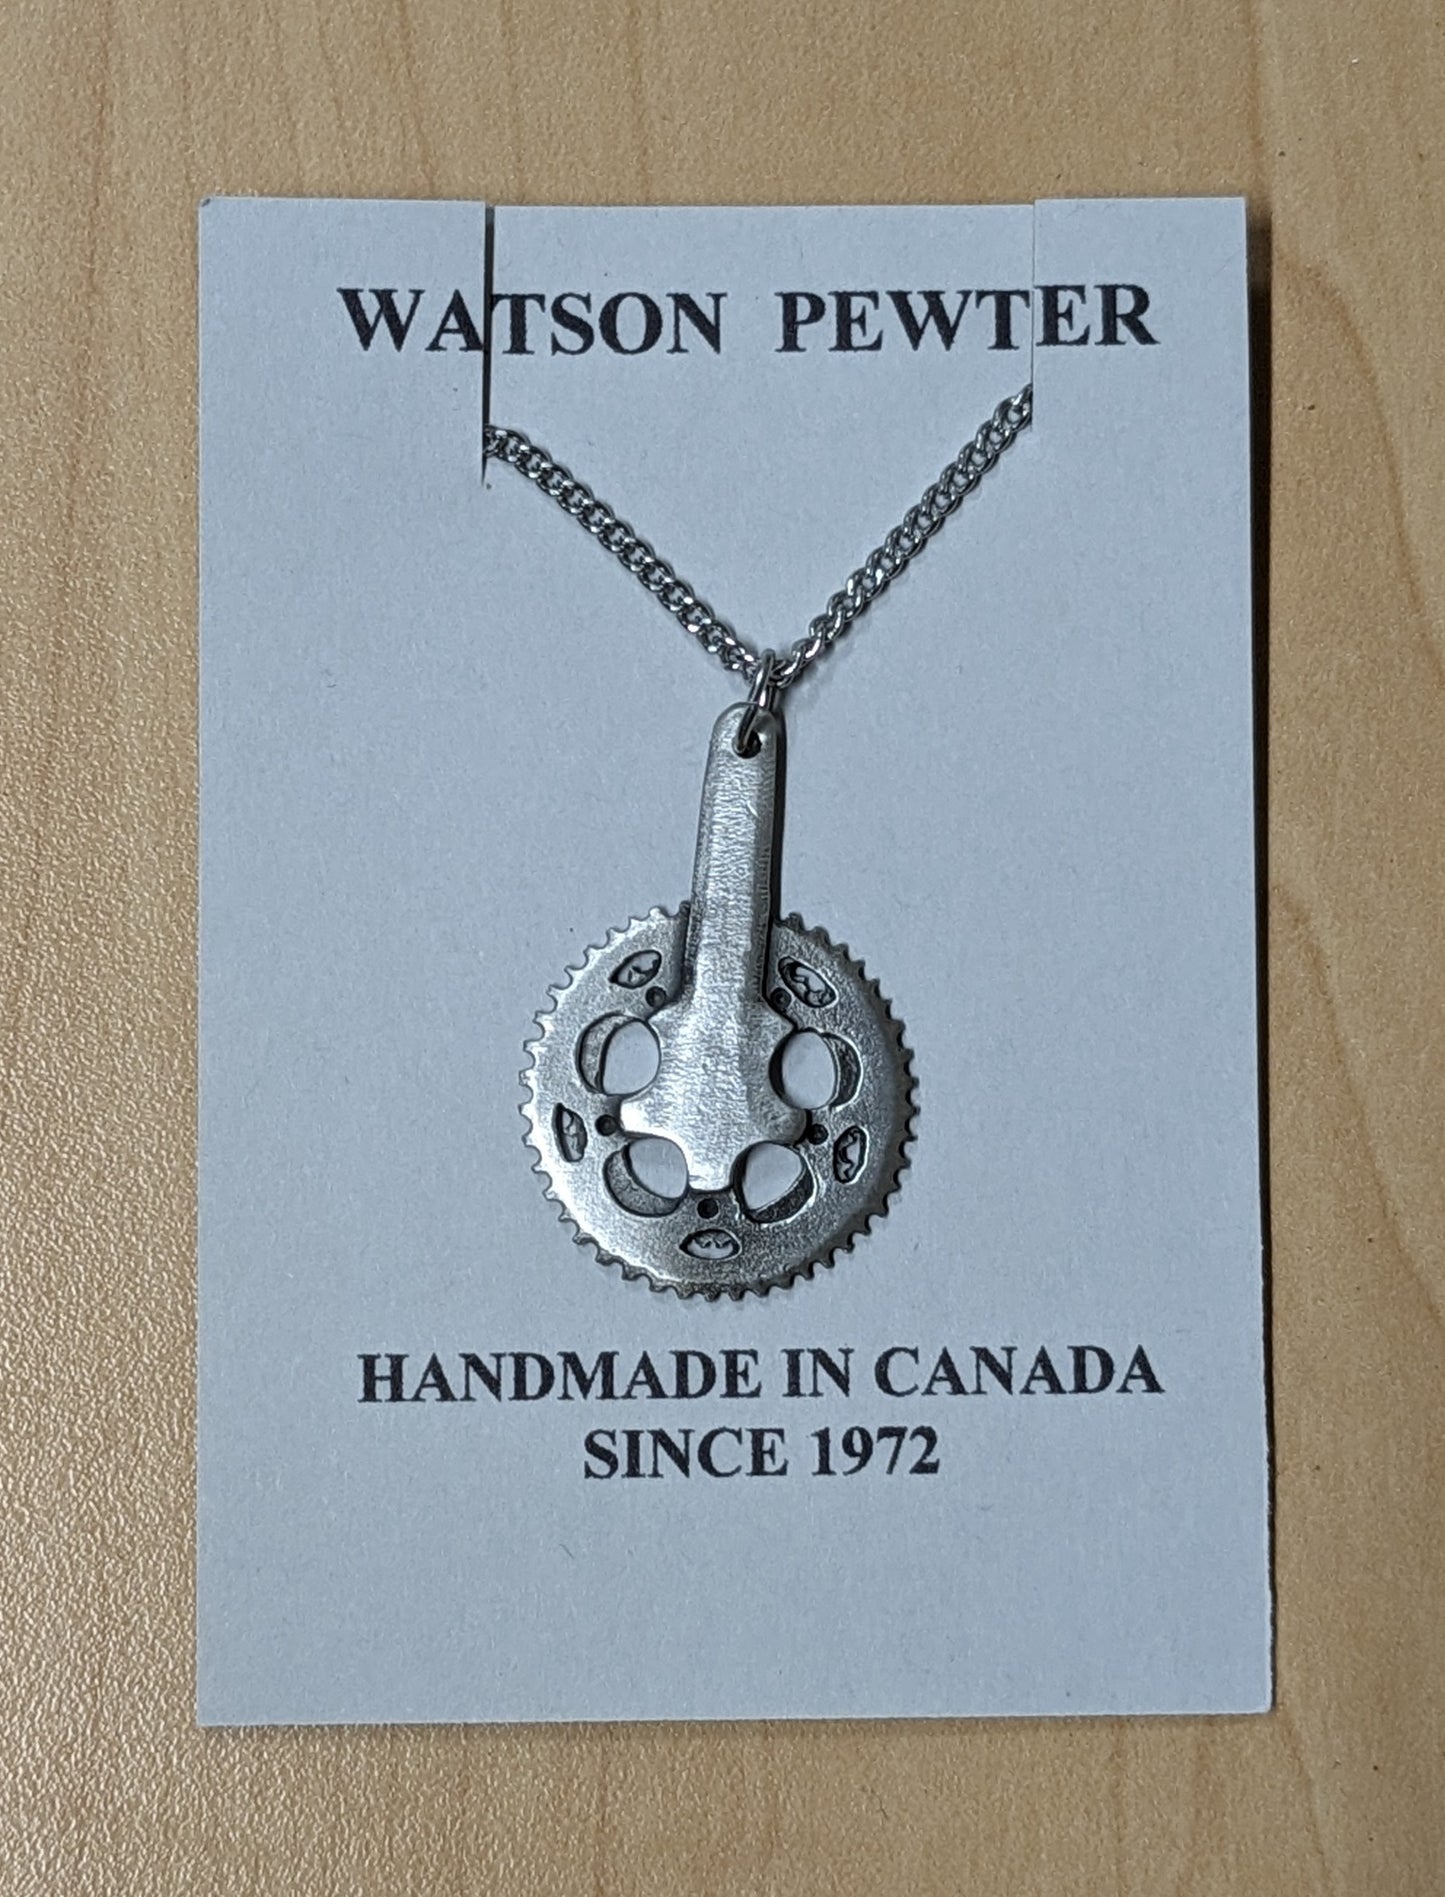 WATSON PEWTER
HANDMADE IN CANADA
SINCE 1972